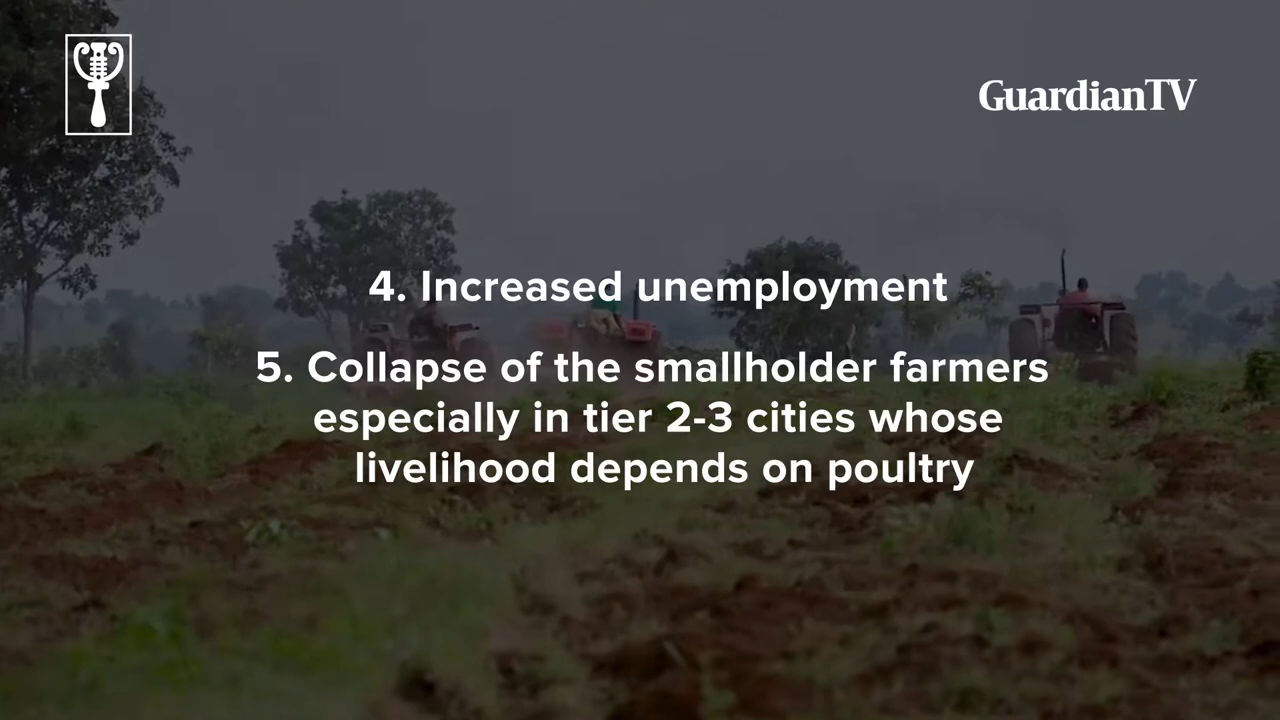 GuardianTV
4. Increased unemployment
5. Collapse of the smallholder farmers
especially in tier 2-3 cities whose
livelihood depends on poultry